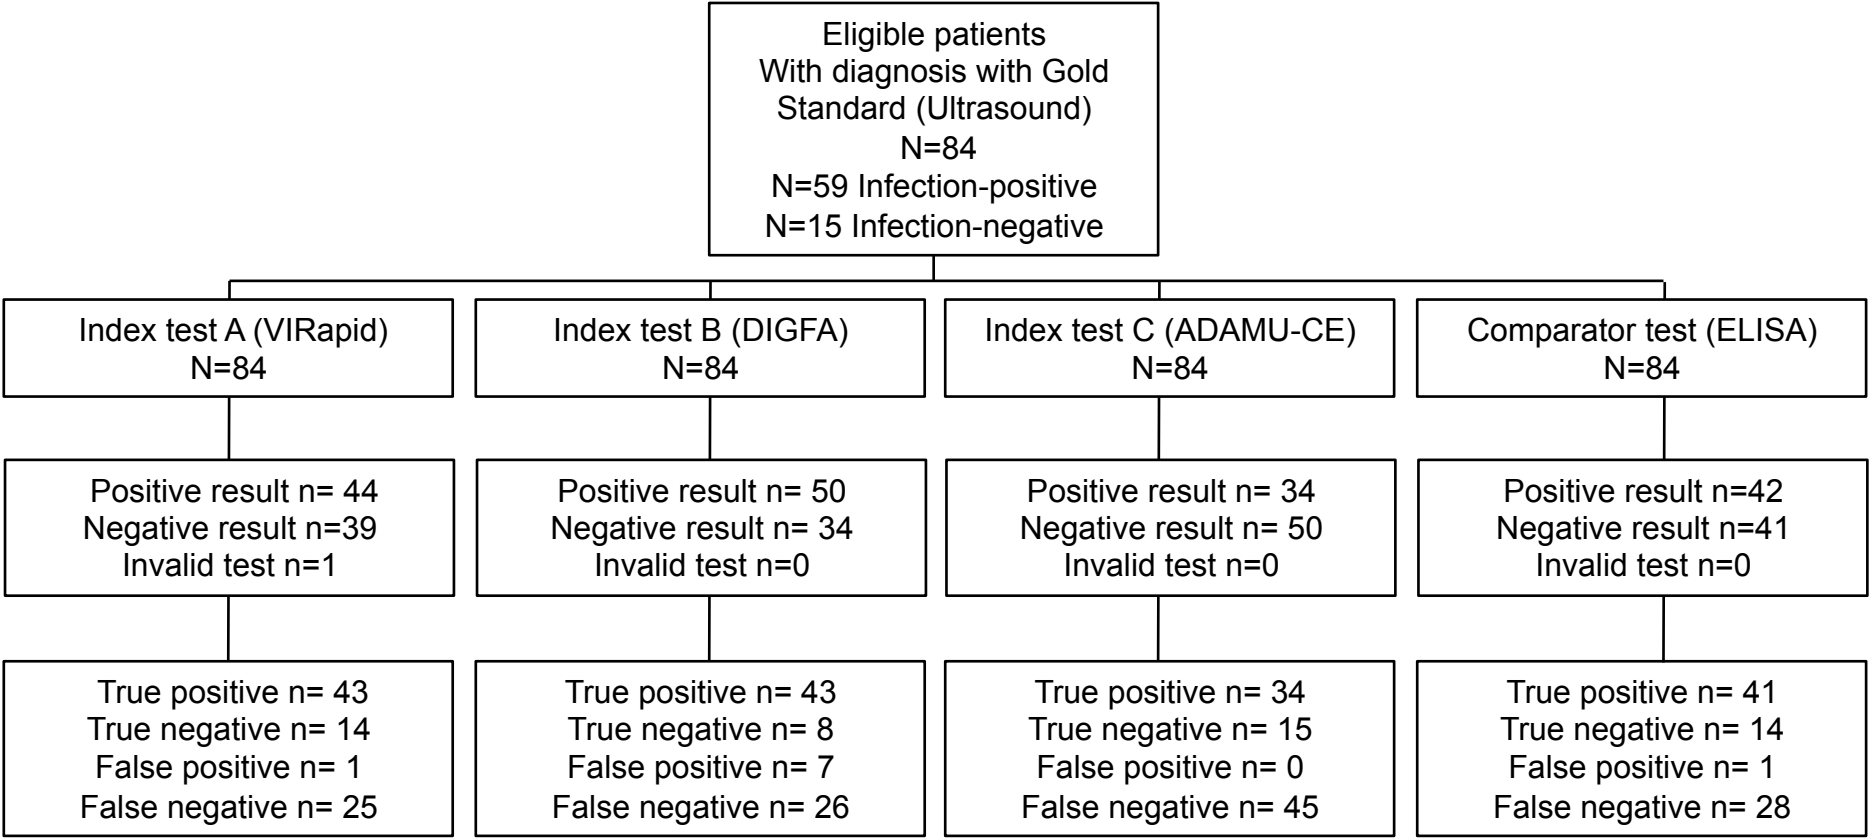 Eligible patients
With diagnosis with Gold
Standard (Ultrasound)
N=84
N=59 Infection-positive
N=15 Infection-negative
Index test A (VIRapid)
N=84
Index test B (DIGFA)
N=84
Index test C (ADAMU-CE)
N=84
Comparator test (ELISA)
N=84
Positive result n= 44
Negative result n=39
Invalid test n=1
Positive result n= 50
Negative result n= 34
Invalid test n=0
Positive result n= 34
Negative result n= 50
Invalid test n=0
Positive result n=42
Negative result n=41
Invalid test n=0
True positive n= 43
True negative n= 14
False positive n= 1
False negative n= 25
True positive n= 43
True negative n= 8
False positive n= 7
False negative n= 26
True positive n= 34
True negative n= 15
False positive n= 0
False negative n= 45
True positive n= 41
True negative n= 14
False positive n= 1
False negative n= 28